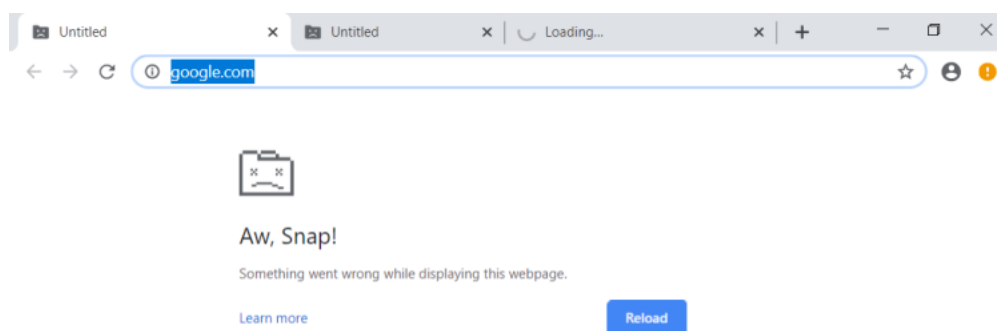 Untitled
Untitled
Loading...
google.com
Aw, Snap!
Something went wrong while displaying this webpage.
Learn more
Reload